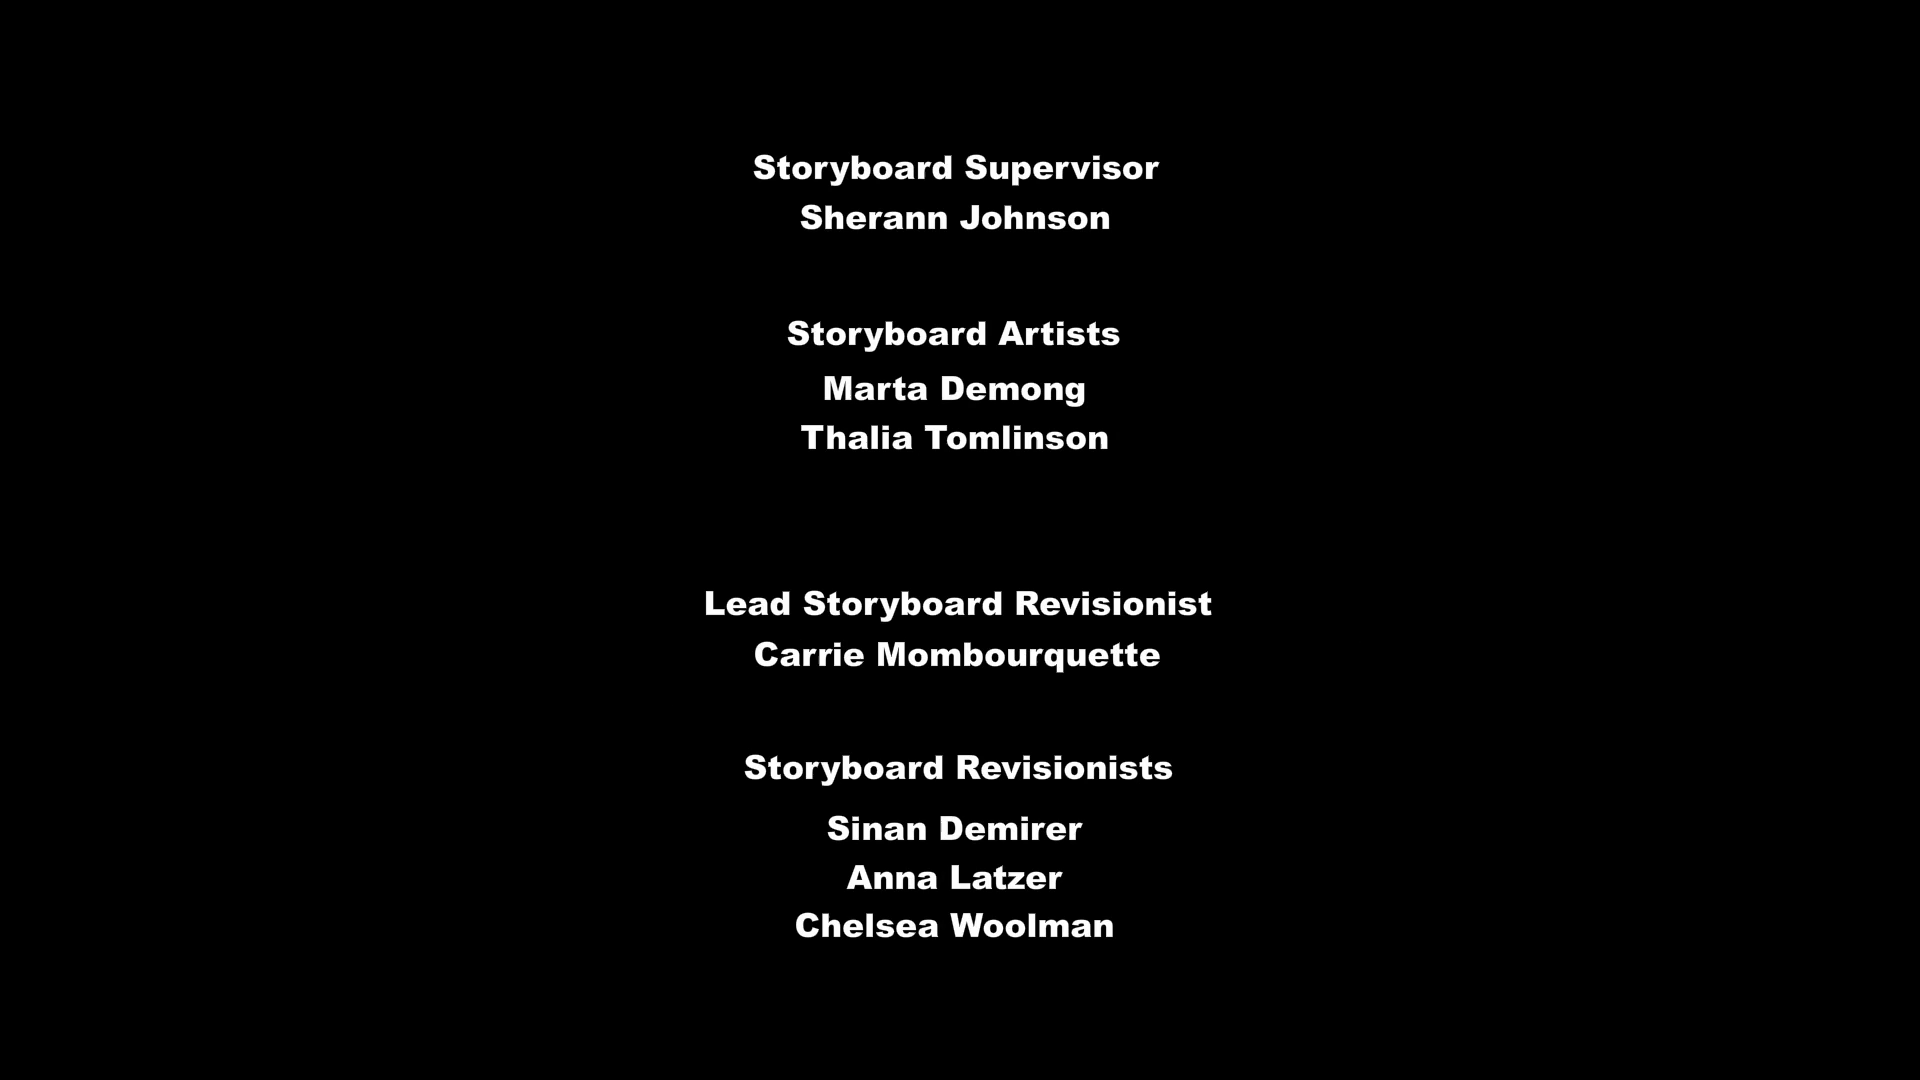 Storyboard Supervisor
Sherann Johnson
Storyboard Artists
Marta Demong
Thalia Tomlinson
Lead Storyboard Revisionist
Carrie Mombourquette
Storyboard Revisionists
Sinan Demirer
Anna Latzer
Chelsea Woolman